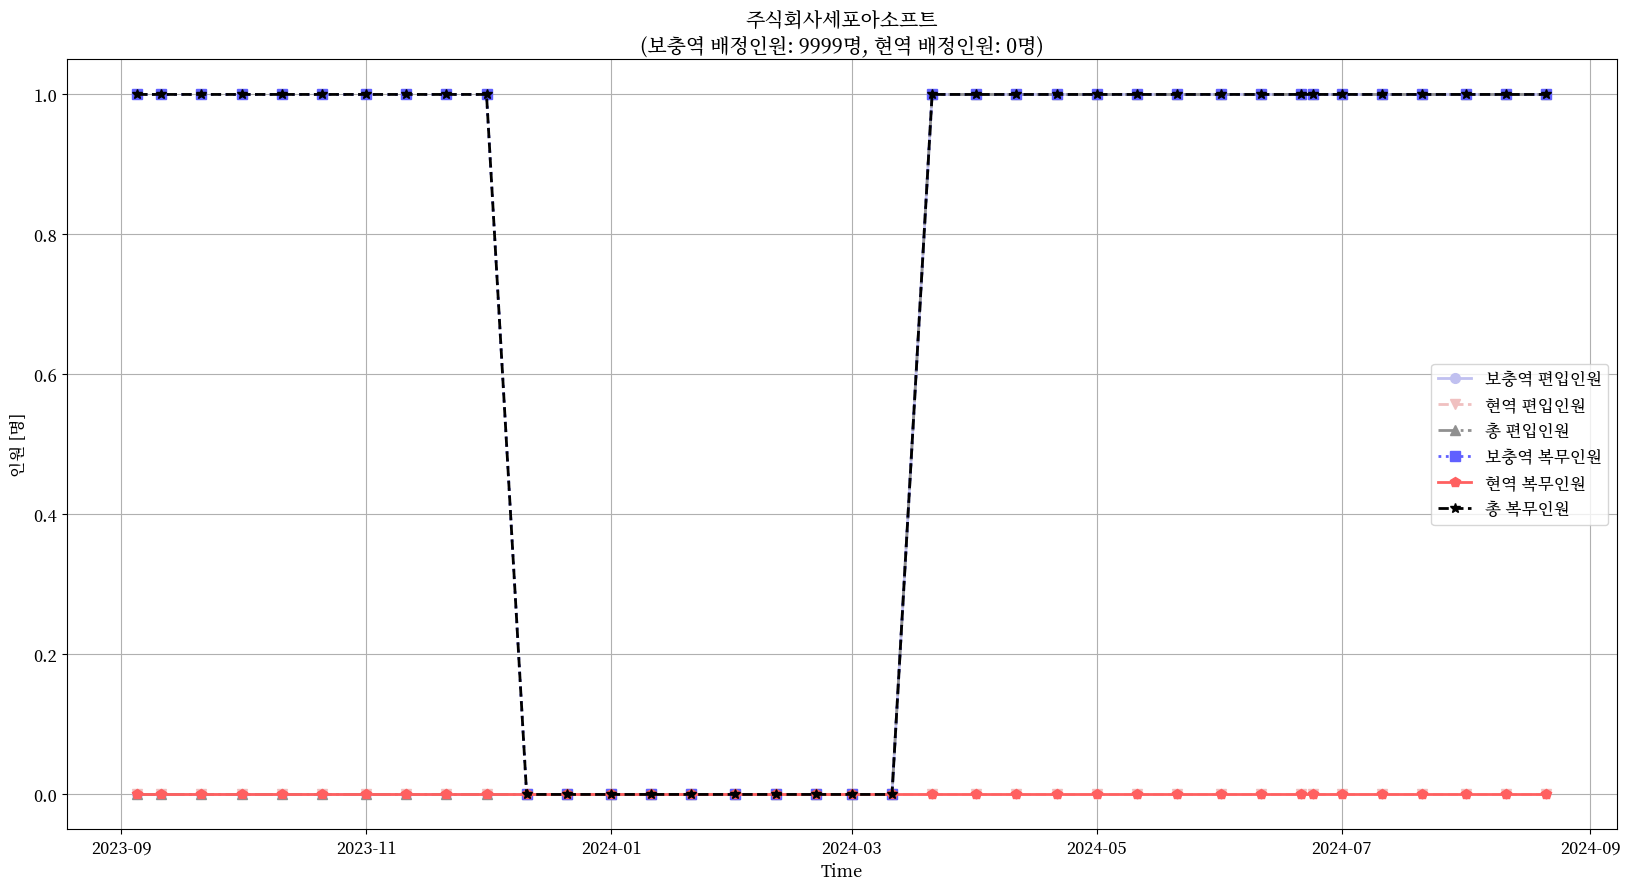 주식회사세포아소프트
(보충역 배정인원: 9999명, 현역 배정인원: 0명)
1.0
0.8
0.6
0.4
0.2
0.0
인원 [명]
보충역 편입인원
현역 편입인원
총 편입인원
보충역 복무인원
현역 복무인원
총 복무인원
2023-09
2023-11
2024-01
2024-03
2024-05
2024-07
2024-09
Time